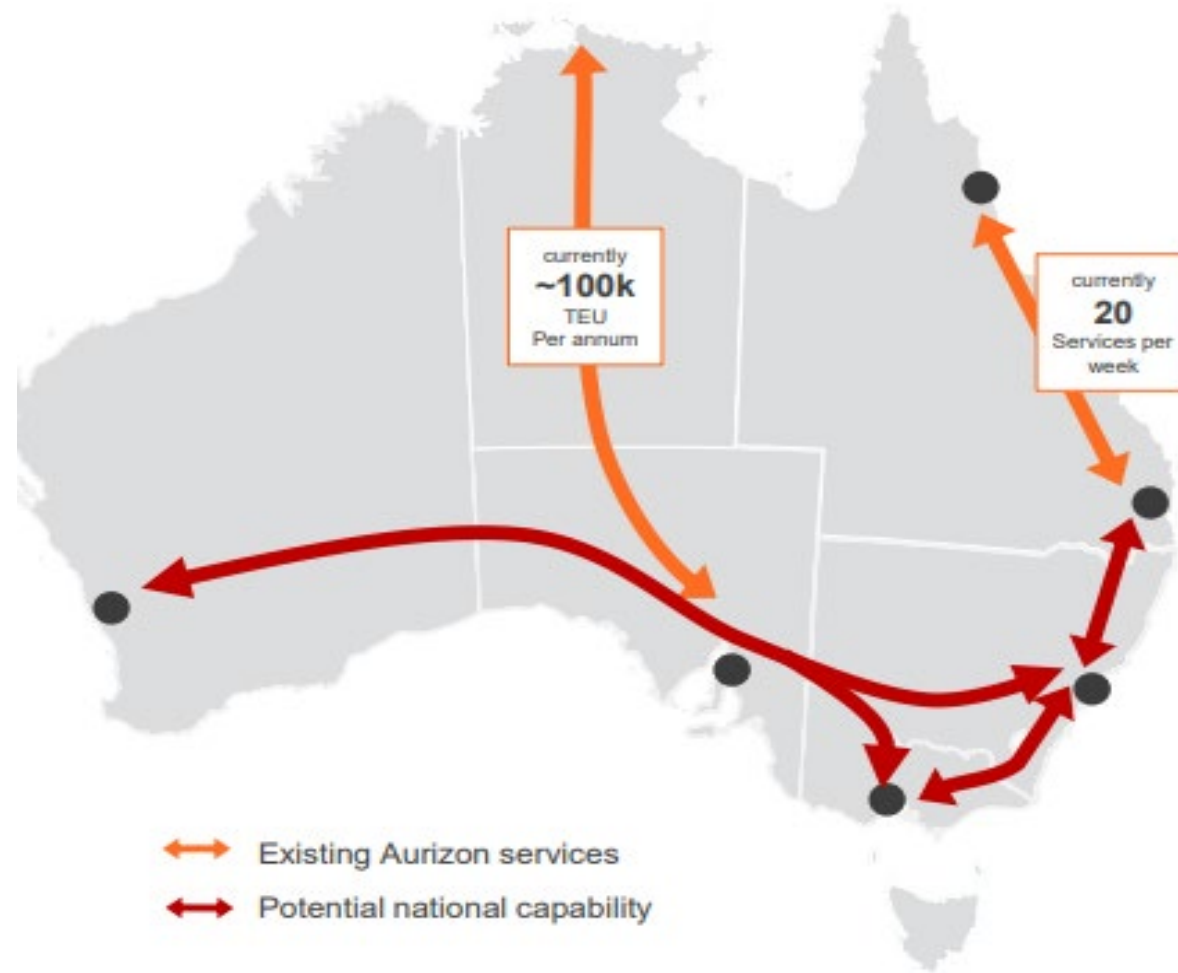 currently
~100k
TEU
Per annum
currently
20
Services per
week
Existing Aurizon services
Potential national capability